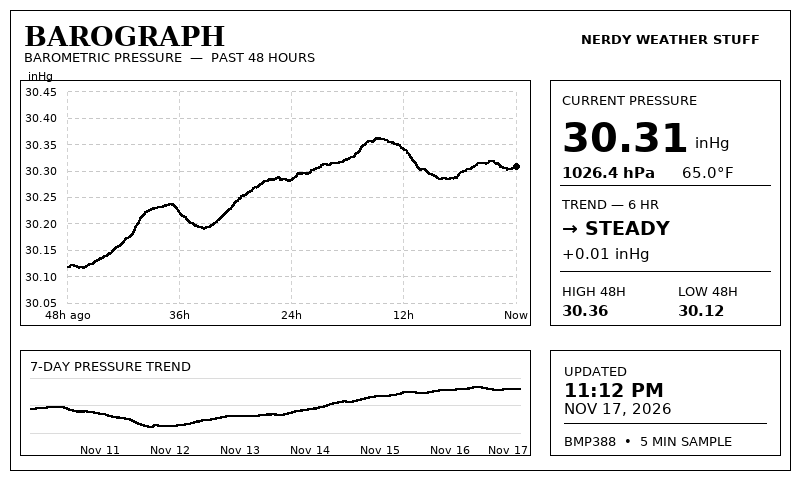 BAROGRAPH
BAROMETRIC PRESSURE — PAST 48 HOURS
NERDY WEATHER STUFF
inHg
30.45
30.40
30.35
30.30
30.25
30.20
30.15
30.10
30.05
48h ago 36h 24h 12h Now
CURRENT PRESSURE
30.31 inHg
1026.4 hPa 65.0°F
TREND — 6 HR
→ STEADY
+0.01 inHg
HIGH 48H LOW 48H
30.36 30.12
7-DAY PRESSURE TREND
Nov 11 Nov 12 Nov 13 Nov 14 Nov 15 Nov 16 Nov 17
UPDATED
11:12 PM
NOV 17, 2026
BMP388 • 5 MIN SAMPLE